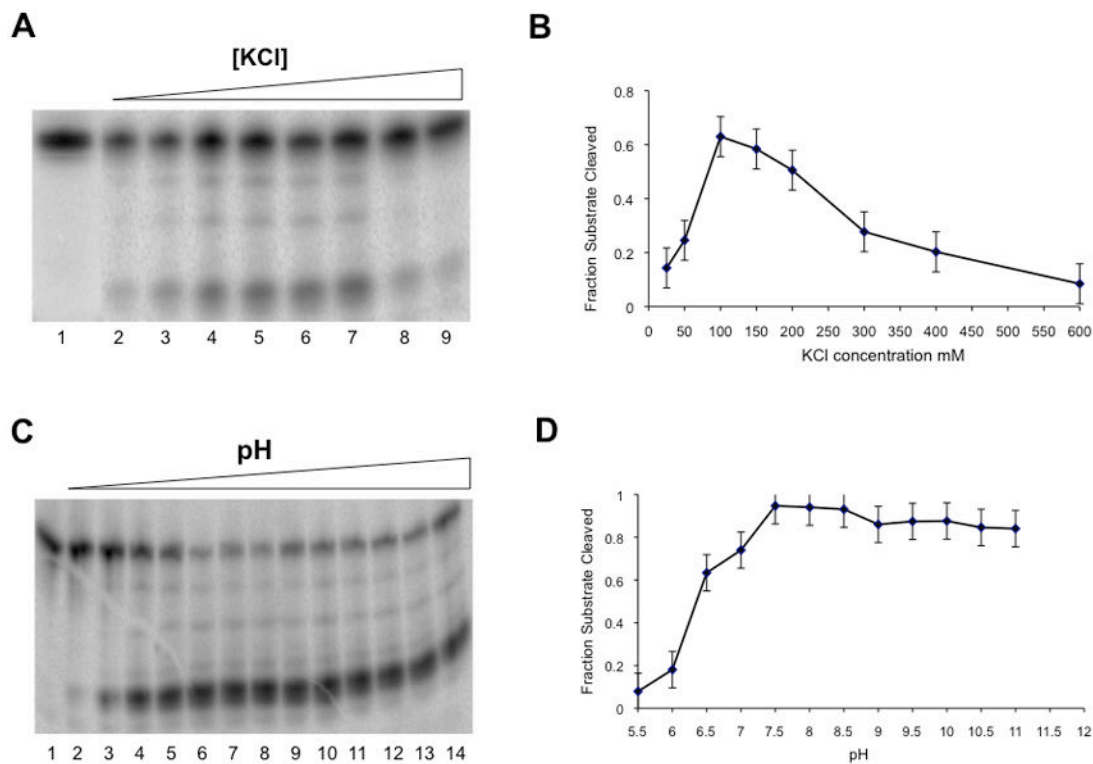 A
[KCl]
1 2 3 4 5 6 7 8 9
B
Fraction Substrate Cleaved
0.8
0.6
0.4
0.2
0
0 50 100 150 200 250 300 350 400 450 500 550 600
KCl concentration mM
C
pH
1 2 3 4 5 6 7 8 9 10 11 12 13 14
D
Fraction Substrate Cleaved
1
0.8
0.6
0.4
0.2
0
5.5 6 6.5 7 7.5 8 8.5 9 9.5 10 10.5 11 11.5 12
pH